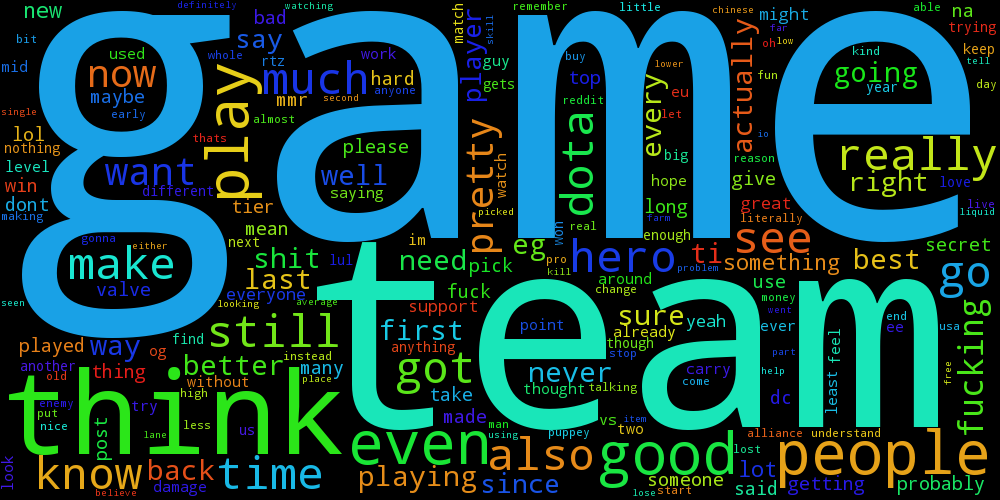 definitely
watching
remember
little
chinese
able
new
bad
match
skill
might
far
na
trying
bit
used
say
whole
work
player
guy
oh
low
kind
keep
tell
mid
now
rtz
much
hard
top
buy
lower
actually
fun
going
day
maybe
mmr
second
anyone
gets
reddit
every
eu
year
single
early
play
almost
let
lol
thats
game
please
pretty
watch
dota
big
io
reason
really
nothing
level
want
well
hope
give
right
love
win
different
saying
dont
tier
picked
long
farm
great
live
making
mean
real
literally
liquid
gonna
either
next
im
eg
won
enough
see
secret
make
shit
lul
need
pick
pro
kill
hero
ti
something
best
go
valve
last
around
problem
use
everyone
fuck
change
money
seen
looking
average
support
sure
yeah
went
end
ever
ee
usa
still
first
point
already
played
way
og
find
anything
though
stop
part
fucking
another
thing
better
instead
many
got
never
carry
help
least feel
free
old
without
place
thought
talking
come
think
team
high
take
dc
enemy
try
put
nice
post
lane
less
us
made
man
using
puppey
vs
item
two
alliance
understand
even
also
good
lost
people
look
know
back
time
playing
since
someone
lot
believe
damage
lose
start
said
getting
probably